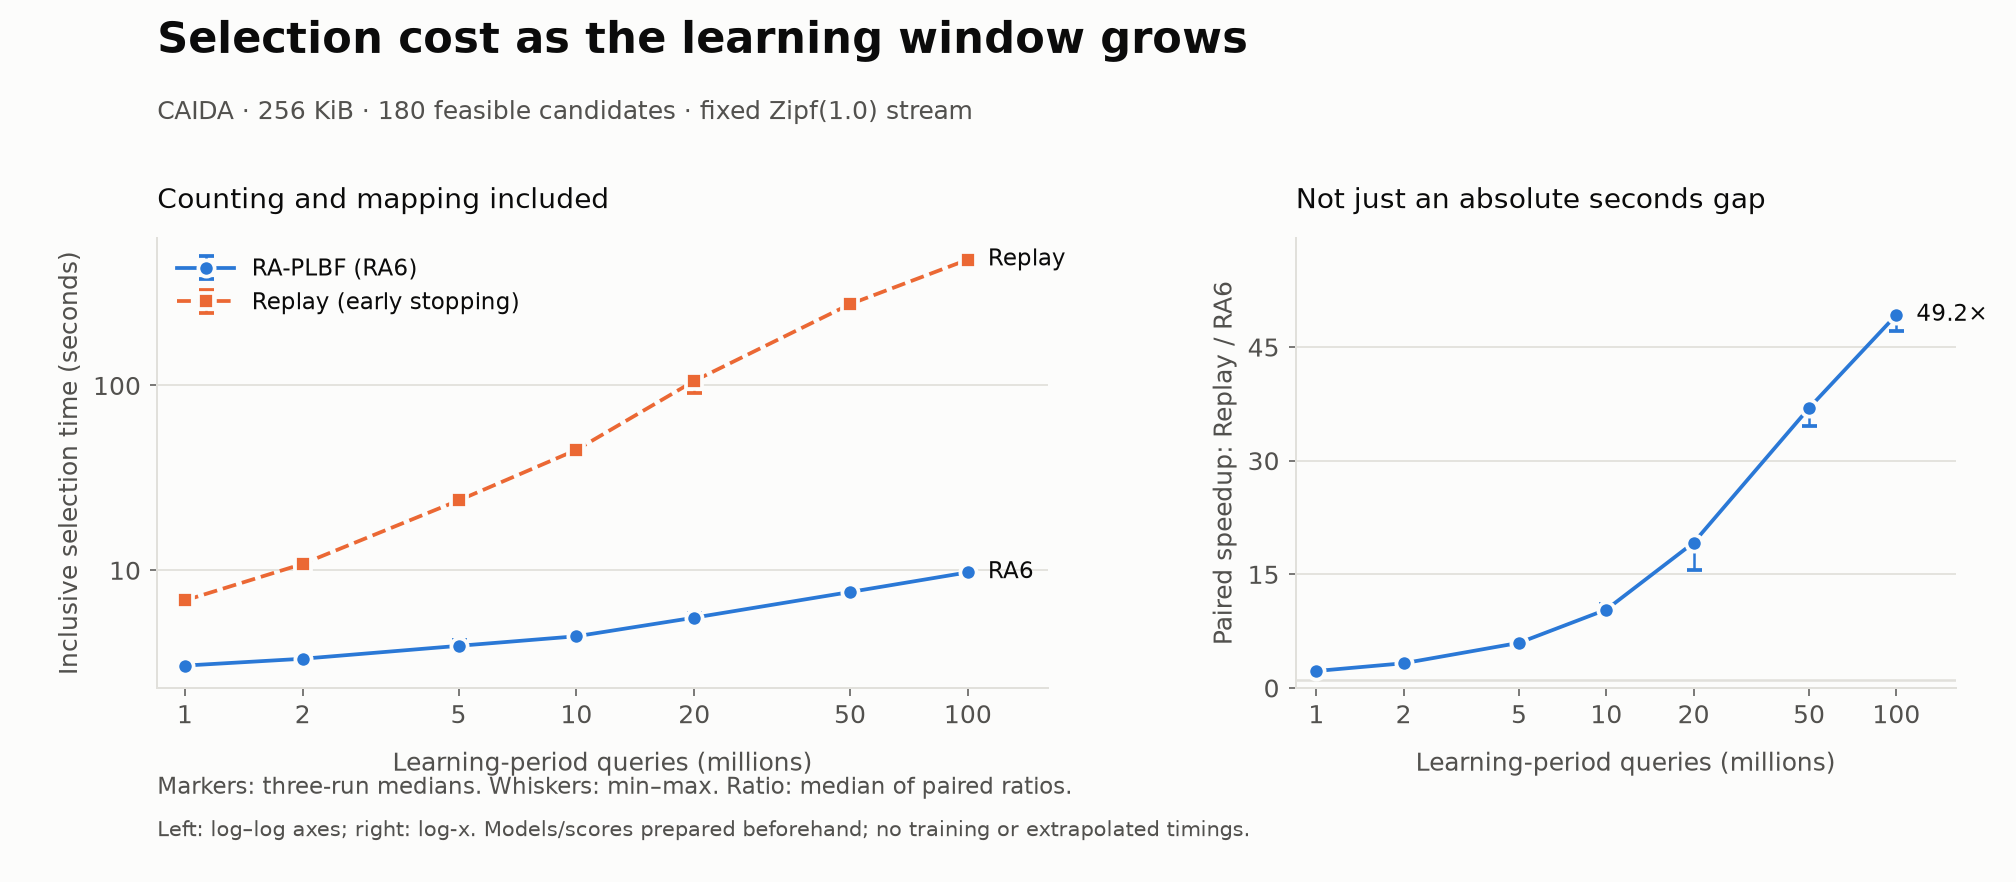 Selection cost as the learning window grows
CAIDA · 256 KiB · 180 feasible candidates · fixed Zipf(1.0) stream
Counting and mapping included
Inclusive selection time (seconds)
100
10
RA-PLBF (RA6)
Replay (early stopping)
Replay
RA6
1 2 5 10 20 50 100
Learning-period queries (millions)
Not just an absolute seconds gap
Paired speedup: Replay / RA6
45
30
15
0
49.2×
1 2 5 10 20 50 100
Learning-period queries (millions)
Markers: three-run medians. Whiskers: min–max. Ratio: median of paired ratios.
Left: log–log axes; right: log-x. Models/scores prepared beforehand; no training or extrapolated timings.